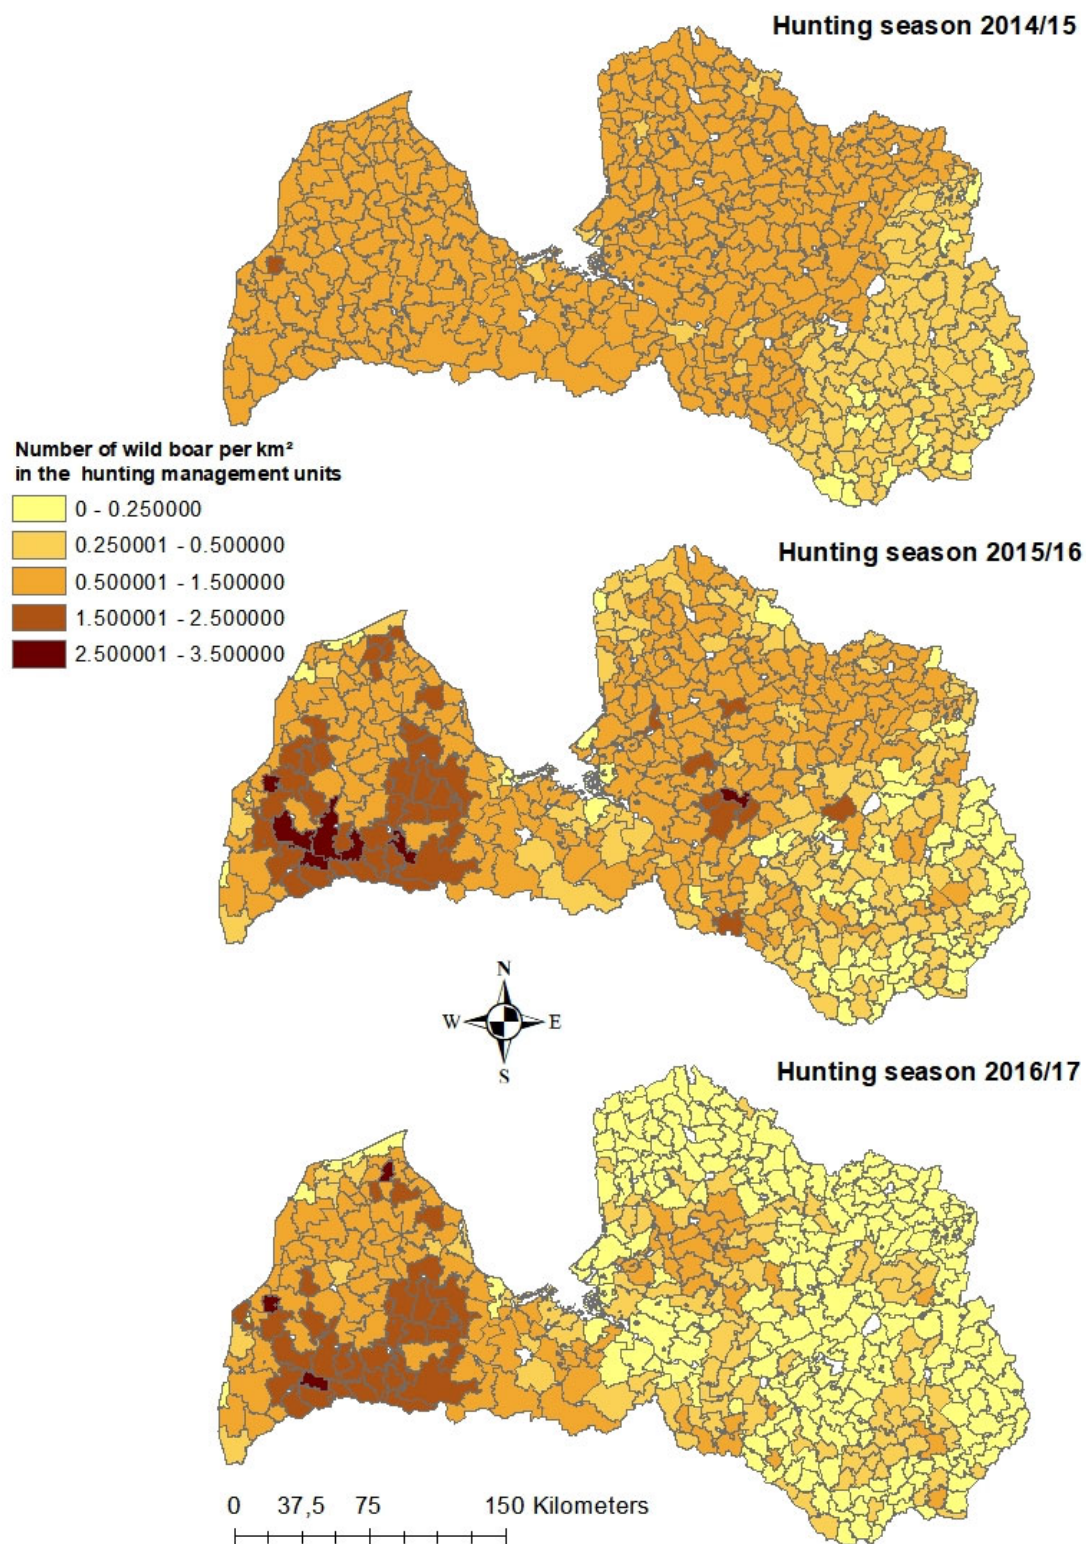 Hunting season 2014/15
Number of wild boar per km²
in the hunting management units
0 - 0.250000
0.250001 - 0.500000
0.500001 - 1.500000
1.500001 - 2.500000
2.500001 - 3.500000
Hunting season 2015/16
N
W E
S
Hunting season 2016/17
0 37,5 75 150 Kilometers